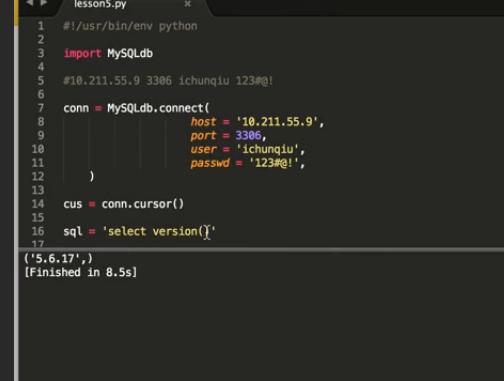 lesson5.py ×
1 #!/usr/bin/env python
2
3 import MySQLdb
4
5 #10.211.55.9 3306 ichunqiu 123#@!
6
7 conn = MySQLdb.connect(
8 host = '10.211.55.9',
9 port = 3306,
10 user = 'ichunqiu',
11 passwd = '123#@!',
12 )
13
14 cus = conn.cursor()
15
16 sql = 'select version()'
17
('5.6.17',)
[Finished in 8.5s]